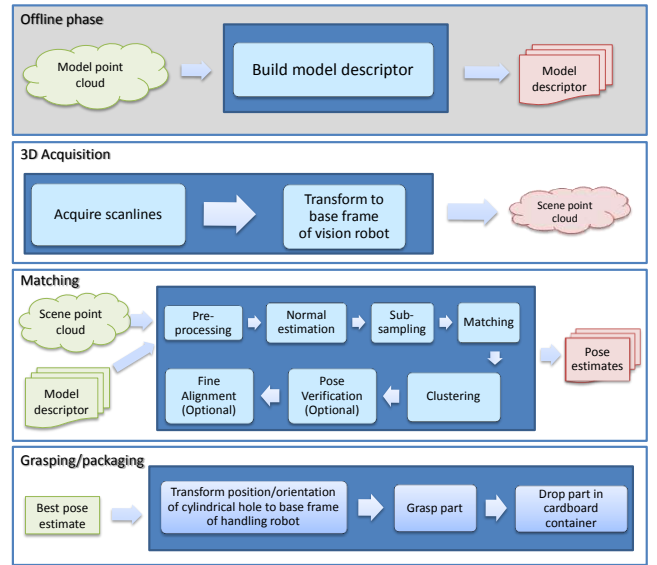 Offline phase
Model point
cloud
Build model descriptor
Model
descriptor
3D Acquisition
Acquire scanlines
Transform to
base frame
of vision robot
Scene point
cloud
Matching
Scene point
cloud
Model
descriptor
Pre-
processing
Normal
estimation
Sub-
sampling
Matching
Clustering
Pose
Verification
(Optional)
Fine
Alignment
(Optional)
Pose
estimates
Grasping/packaging
Best pose
estimate
Transform position/orientation
of cylindrical hole to base frame
of handling robot
Grasp part
Drop part in
cardboard
container